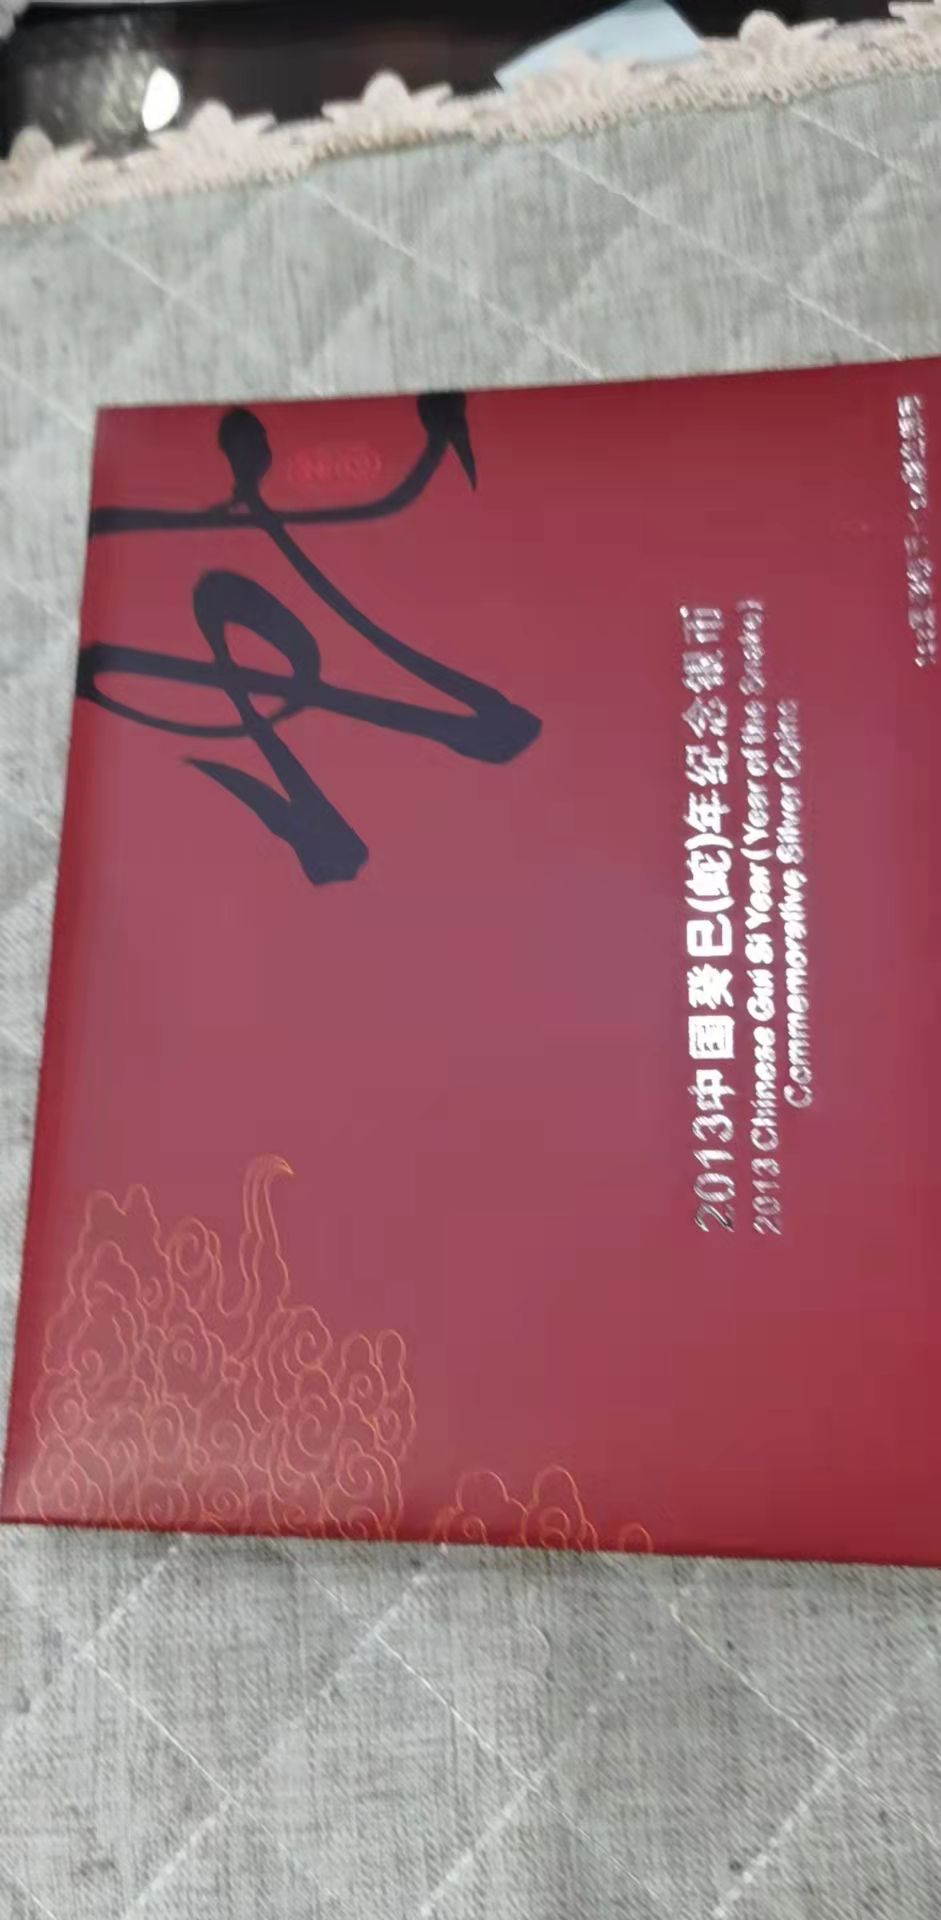 蛇
2013中国癸巳(蛇)年纪念银币
2013 Chinese Gui Si Year (Year of the Snake)
Commemorative Silver Coins